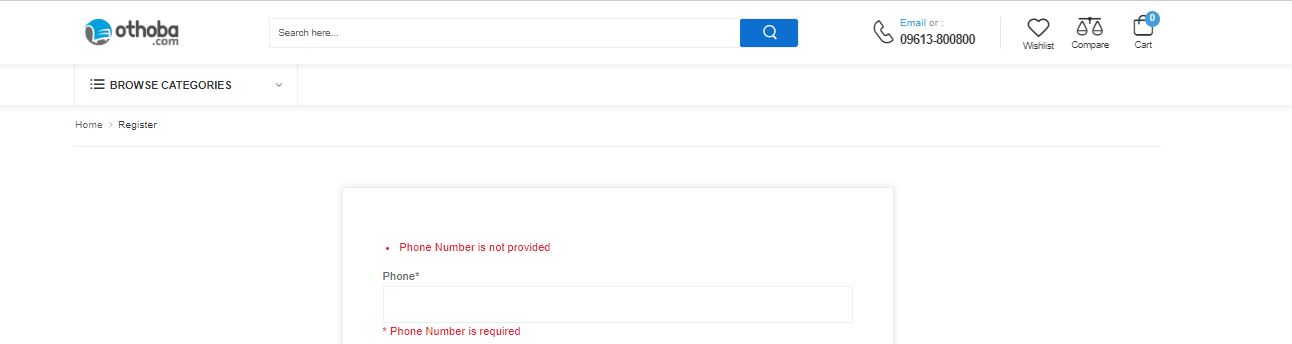 othoba
.com
Search here...
Email or :
09613-800800
Wishlist
Compare
0
Cart
BROWSE CATEGORIES
Home > Register
• Phone Number is not provided
Phone*
* Phone Number is required